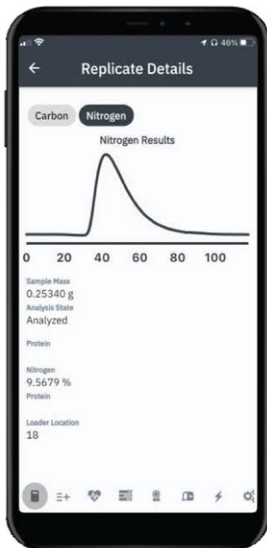 46%
Replicate Details
Carbon Nitrogen
Nitrogen Results
0 20 40 60 80 100
Sample Mass
0.25340 g
Analysis State
Analyzed
Protein
Nitrogen
9.5679 %
Protein
Loader Location
18